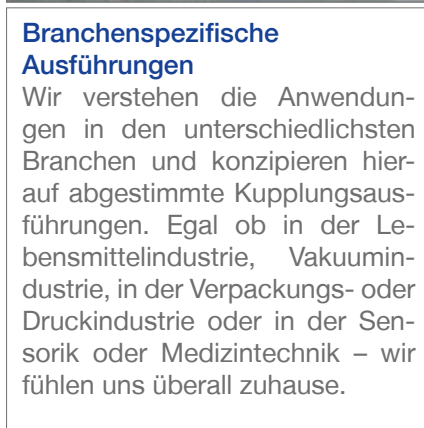 Branchenspezifische
Ausführungen
Wir verstehen die Anwendun-
gen in den unterschiedlichsten
Branchen und konzipieren hier-
auf abgestimmte Kupplungsaus-
führungen. Egal ob in der Le-
bensmittelindustrie, Vakuumin-
dustrie, in der Verpackungs- oder
Druckindustrie oder in der Sen-
sorik oder Medizintechnik – wir
fühlen uns überall zuhause.